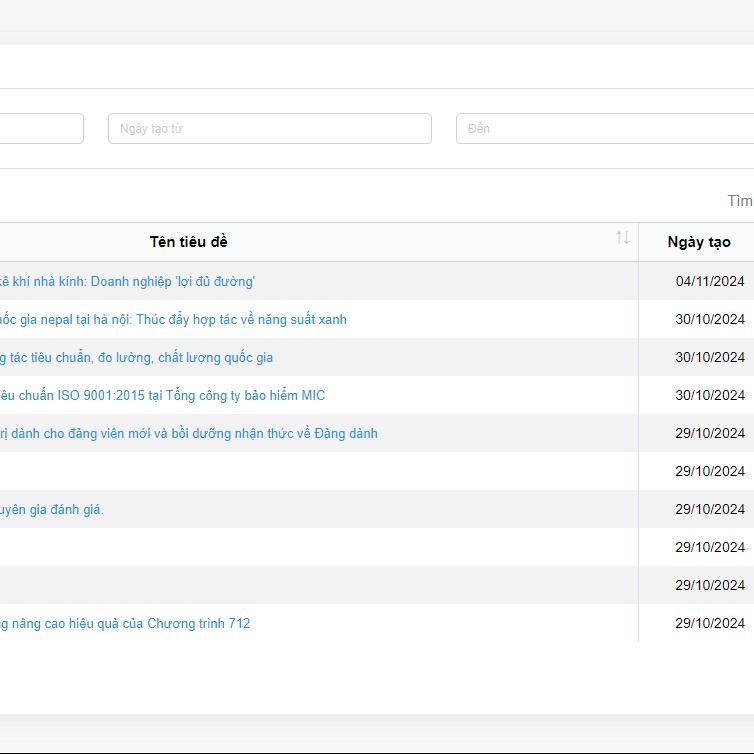 Ngày tạo từ Đến
Tìm
Tên tiêu đề Ngày tạo
kê khí nhà kính: Doanh nghiệp 'lợi đủ đường' 04/11/2024
gia nepal tại hà nội: Thúc đẩy hợp tác về năng suất xanh 30/10/2024
tác tiêu chuẩn, đo lường, chất lượng quốc gia 30/10/2024
chuẩn ISO 9001:2015 tại Tổng công ty bảo hiểm MIC 30/10/2024
dành cho đảng viên mới và bồi dưỡng nhận thức về Đảng dành 29/10/2024
29/10/2024
gia đánh giá. 29/10/2024
29/10/2024
29/10/2024
nâng cao hiệu quả của Chương trình 712 29/10/2024